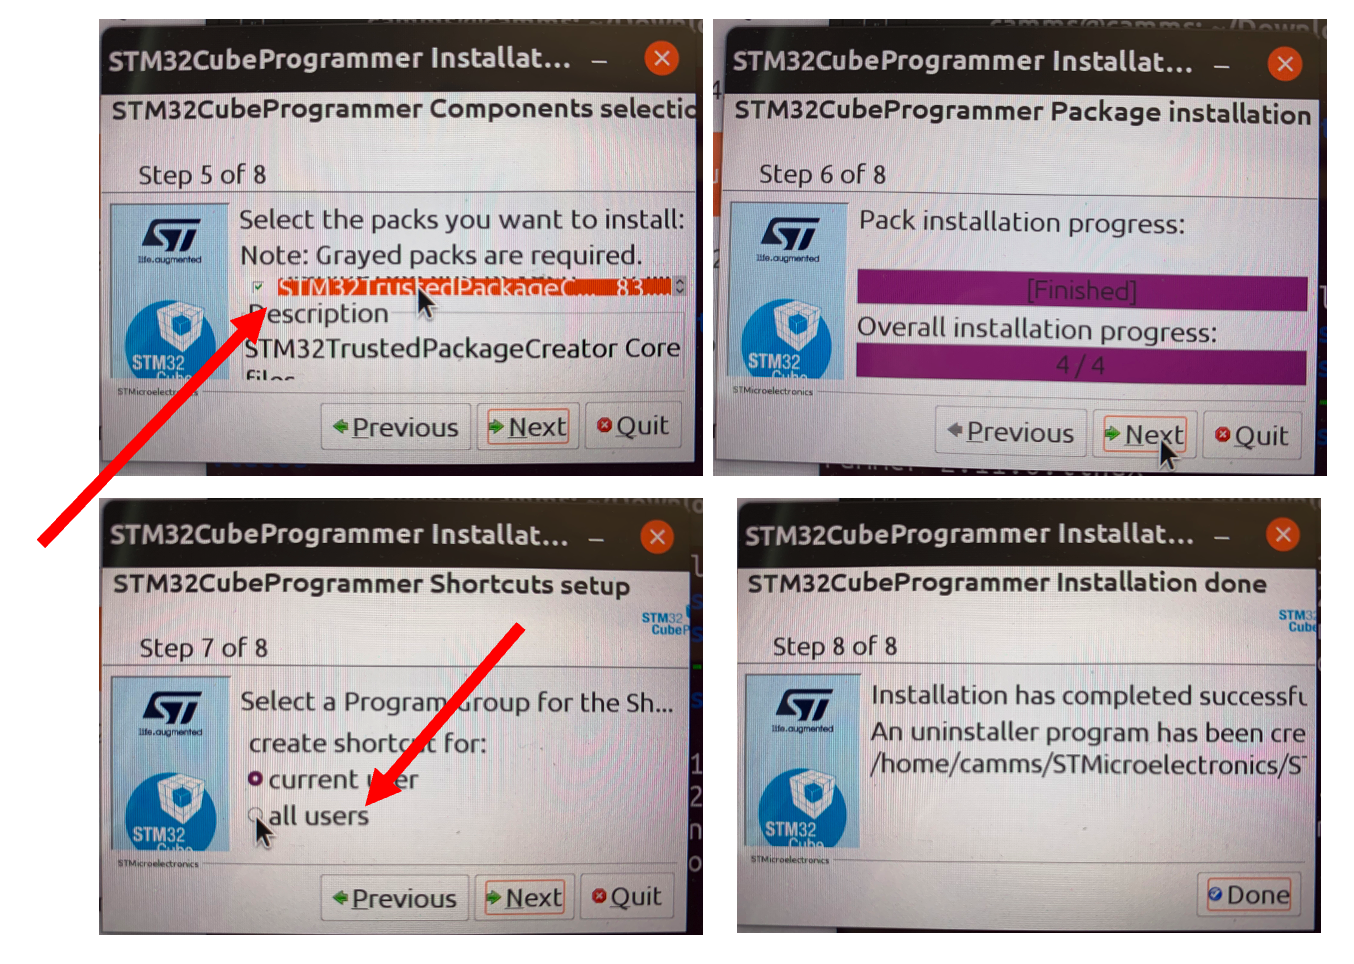 STM32CubeProgrammer Installat...
STM32CubeProgrammer Components selectio
Step 5 of 8
Select the packs you want to install:
Note: Grayed packs are required.
STM32TrustedPackageC... 83...
Description
STM32TrustedPackageCreator Core
files
life.augmented
STM32
Cube
STMicroelectronics
Previous
Next
Quit
STM32CubeProgrammer Installat...
STM32CubeProgrammer Package installation
Step 6 of 8
Pack installation progress:
[Finished]
Overall installation progress:
4 / 4
life.augmented
STM32
Cube
STMicroelectronics
Previous
Next
Quit
STM32CubeProgrammer Installat...
STM32CubeProgrammer Shortcuts setup
STM32
CubeP
Step 7 of 8
Select a Program Group for the Sh...
create shortcut for:
current user
all users
life.augmented
STM32
Cube
STMicroelectronics
Previous
Next
Quit
STM32CubeProgrammer Installat...
STM32CubeProgrammer Installation done
STM32
Cube
Step 8 of 8
Installation has completed successfu
An uninstaller program has been cre
/home/camms/STMicroelectronics/S
life.augmented
STM32
Cube
STMicroelectronics
Done